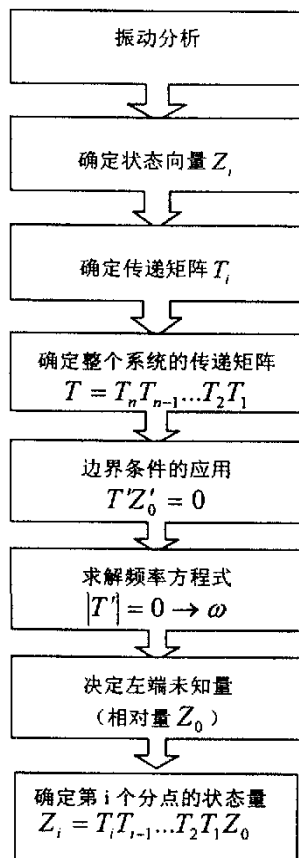 振动分析
确定状态向量 Z_i
确定传递矩阵 T_i
确定整个系统的传递矩阵
T = T_n T_{n-1} ... T_2 T_1
边界条件的应用
T′Z′_0 = 0
求解频率方程式
|T′| = 0 → ω
决定左端未知量
（相对量 Z_0）
确定第 i 个分点的状态量
Z_i = T_i T_{i-1} ... T_2 T_1 Z_0